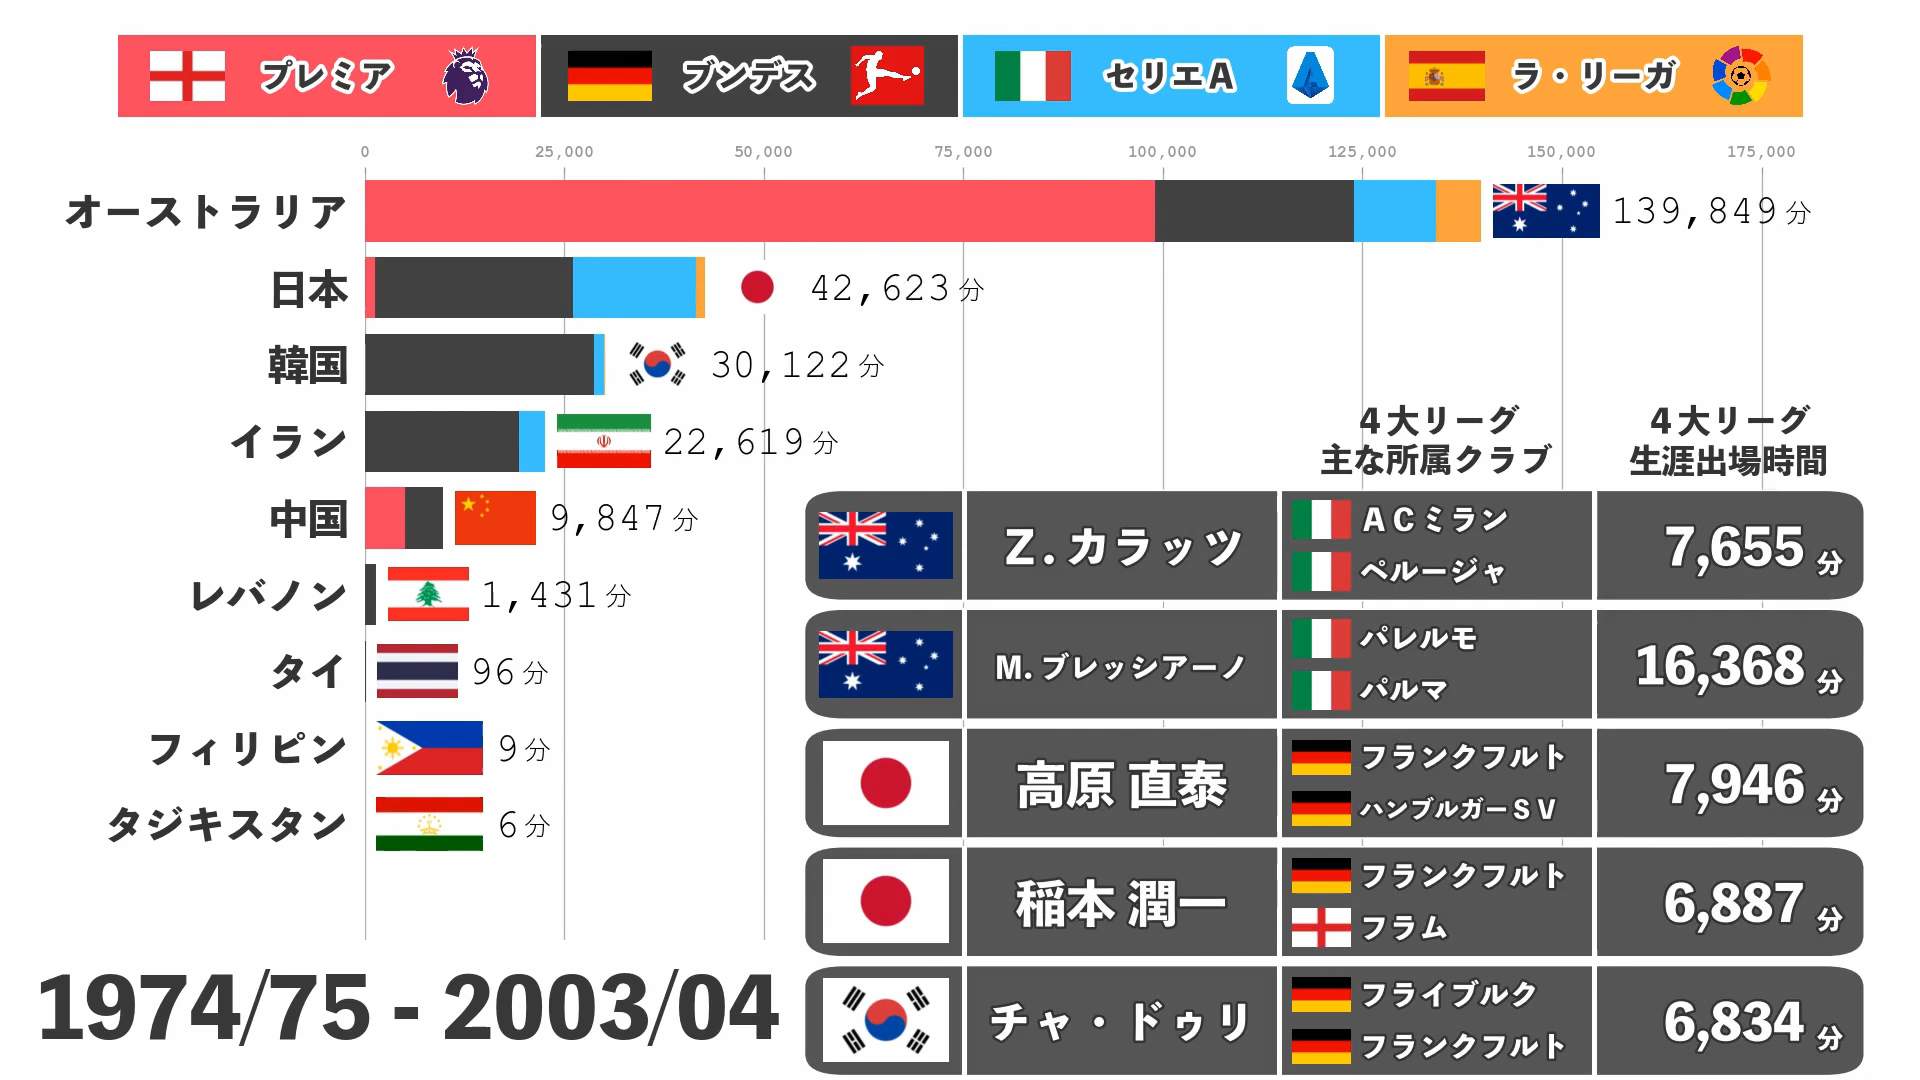 プレミア
ブンデス
セリエA
ラ・リーガ
0 25,000 50,000 75,000 100,000 125,000 150,000 175,000
オーストラリア 139,849分
日本 42,623分
韓国 30,122分
イラン 22,619分
中国 9,847分
レバノン 1,431分
タイ 96分
フィリピン 9分
タジキスタン 6分
4大リーグ
主な所属クラブ
4大リーグ
生涯出場時間
Z.カラッツ
ACミラン
ペルージャ
7,655分
M.ブレッシアーノ
パレルモ
パルマ
16,368分
高原 直泰
フランクフルト
ハンブルガーSV
7,946分
稲本 潤一
フランクフルト
フラム
6,887分
チャ・ドゥリ
フライブルク
フランクフルト
6,834分
1974/75 - 2003/04